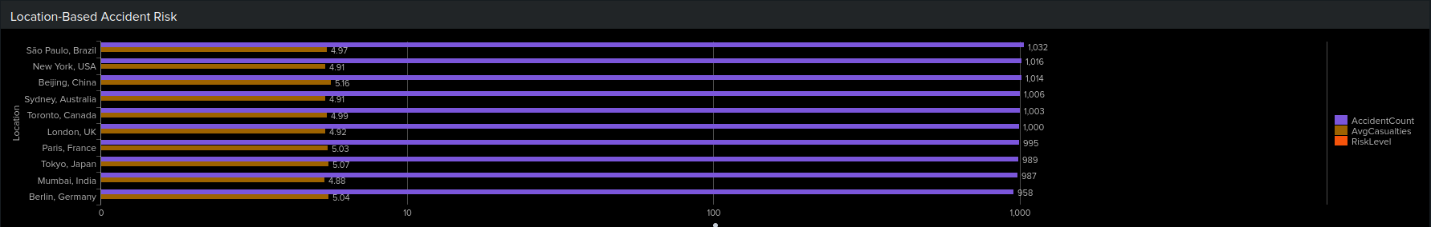 Location-Based Accident Risk
Location
São Paulo, Brazil 1,032
4.97
New York, USA 1,016
4.91
Beijing, China 1,014
5.16
Sydney, Australia 1,006
4.91
Toronto, Canada 1,003
4.99
London, UK 1,000
4.92
Paris, France 995
5.03
Tokyo, Japan 989
5.07
Mumbai, India 987
4.88
Berlin, Germany 958
5.04
0 10 100 1,000
AccidentCount
AvgCasualties
RiskLevel